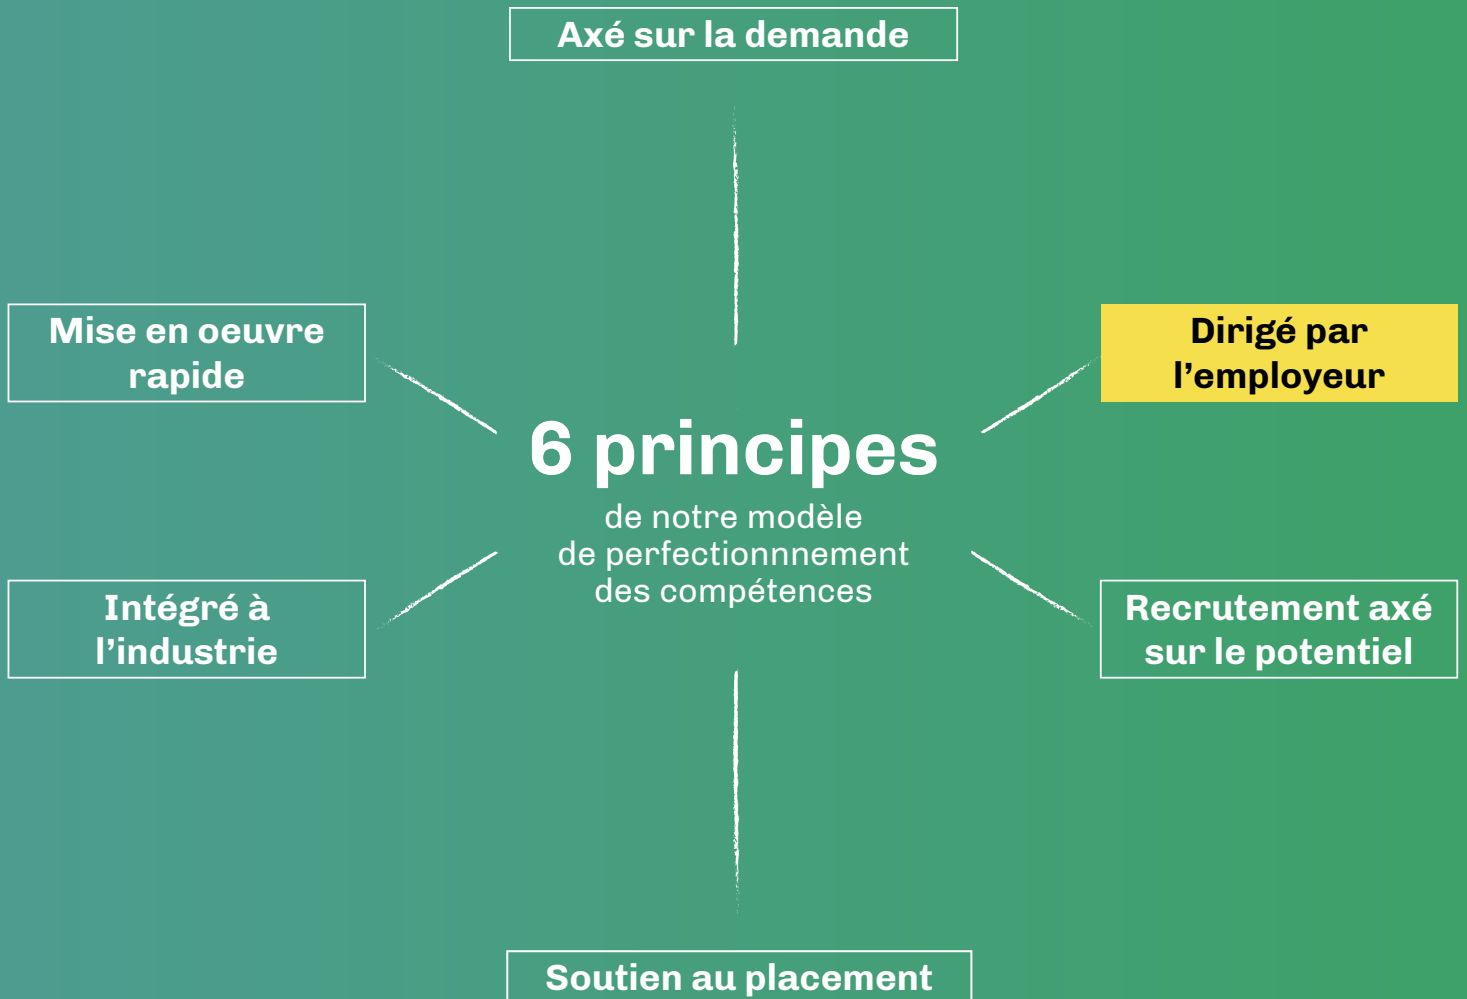 Axé sur la demande
Mise en oeuvre
rapide
Dirigé par
l’employeur
6 principes
de notre modèle
de perfectionnnement
des compétences
Intégré à
l’industrie
Recrutement axé
sur le potentiel
Soutien au placement